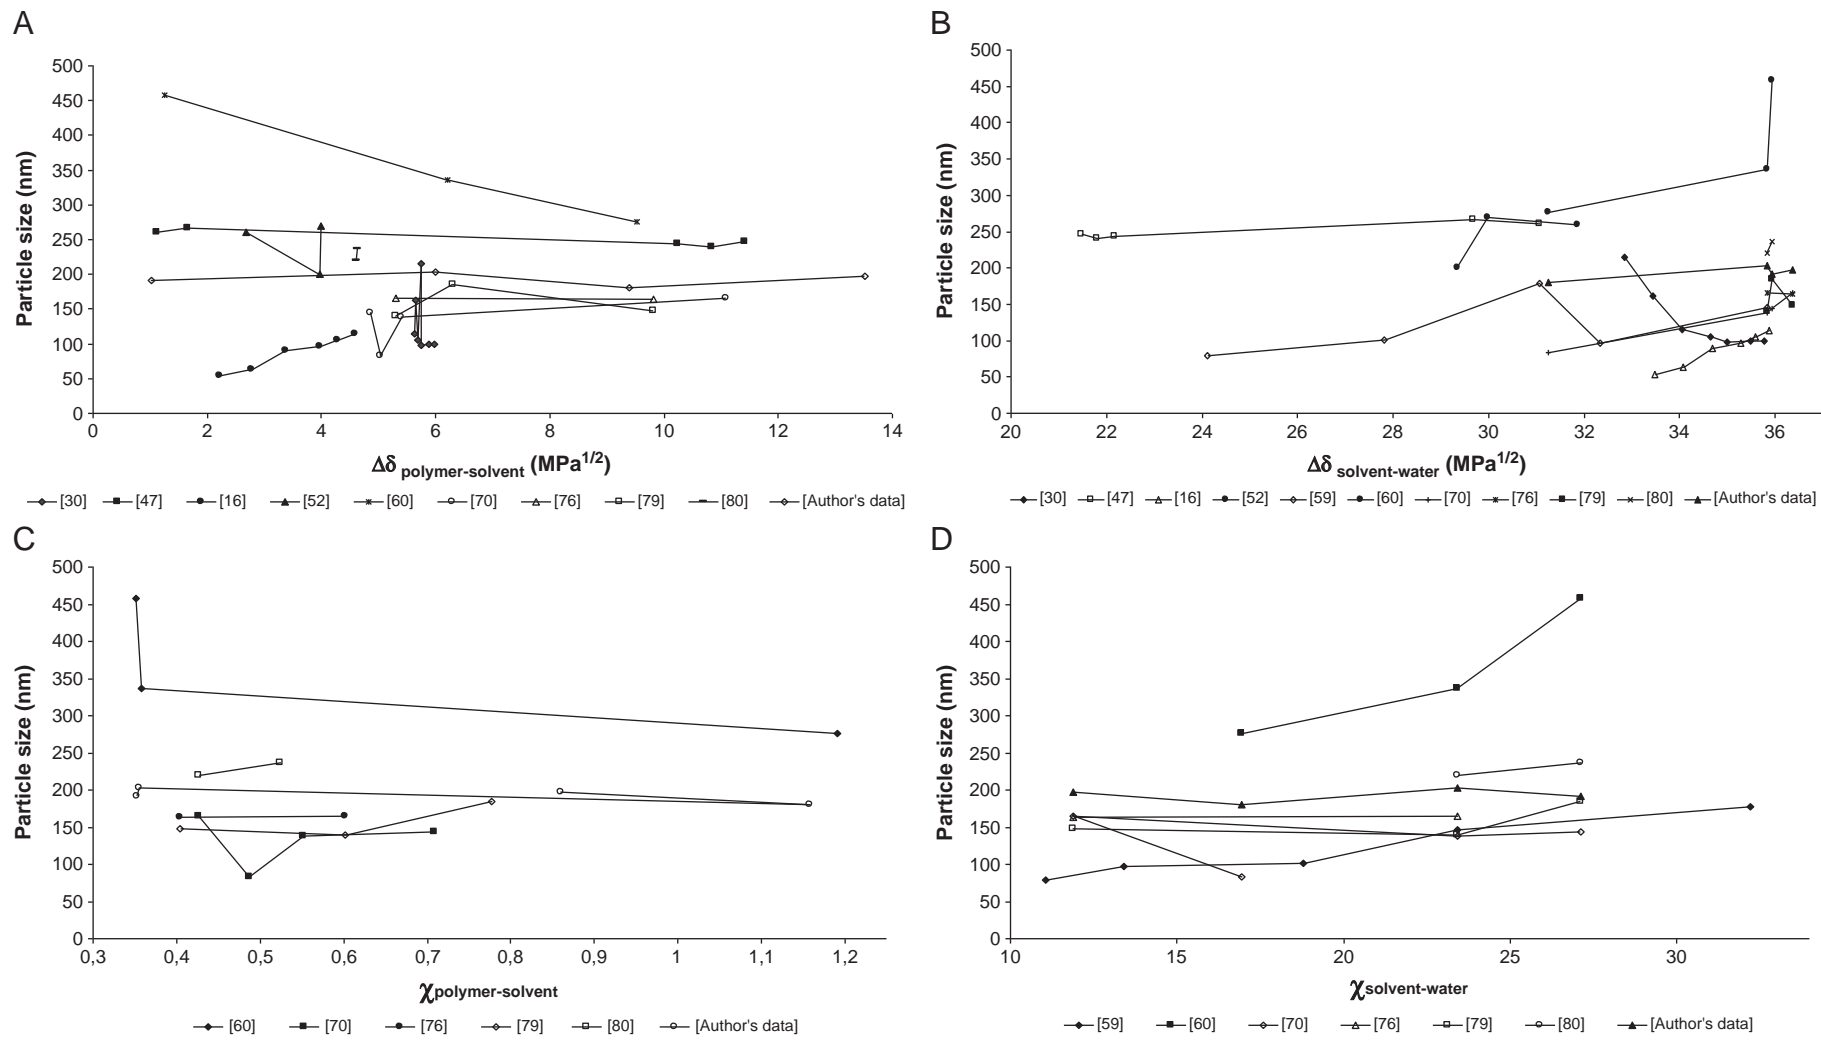 A
500
450
400
350
300
250
200
150
100
50
0
Particle size (nm)
0 2 4 6 8 10 12 14
Δδ polymer-solvent (MPa1/2)
[30] [47] [16] [52] [60] [70] [76] [79] [80] [Author's data]
B
500
450
400
350
300
250
200
150
100
50
0
Particle size (nm)
20 22 24 26 28 30 32 34 36
Δδ solvent-water (MPa1/2)
[30] [47] [16] [52] [59] [60] [70] [76] [79] [80] [Author's data]
C
500
450
400
350
300
250
200
150
100
50
0
Particle size (nm)
0,3 0,4 0,5 0,6 0,7 0,8 0,9 1 1,1 1,2
χpolymer-solvent
[60] [70] [76] [79] [80] [Author's data]
D
500
450
400
350
300
250
200
150
100
50
0
Particle size (nm)
10 15 20 25 30
χsolvent-water
[59] [60] [70] [76] [79] [80] [Author's data]